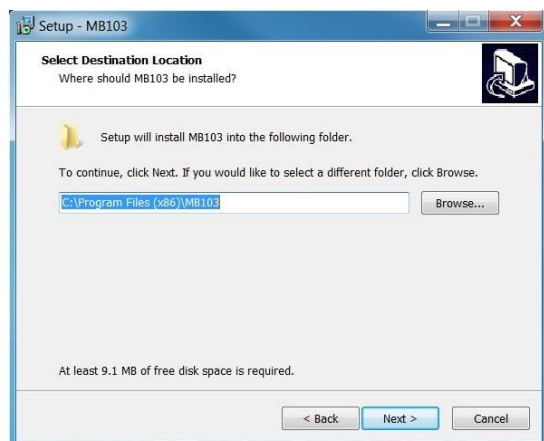 Setup - MB103
Select Destination Location
Where should MB103 be installed?
Setup will install MB103 into the following folder.
To continue, click Next. If you would like to select a different folder, click Browse.
C:\Program Files (x86)\MB103
Browse...
At least 9.1 MB of free disk space is required.
< Back
Next >
Cancel